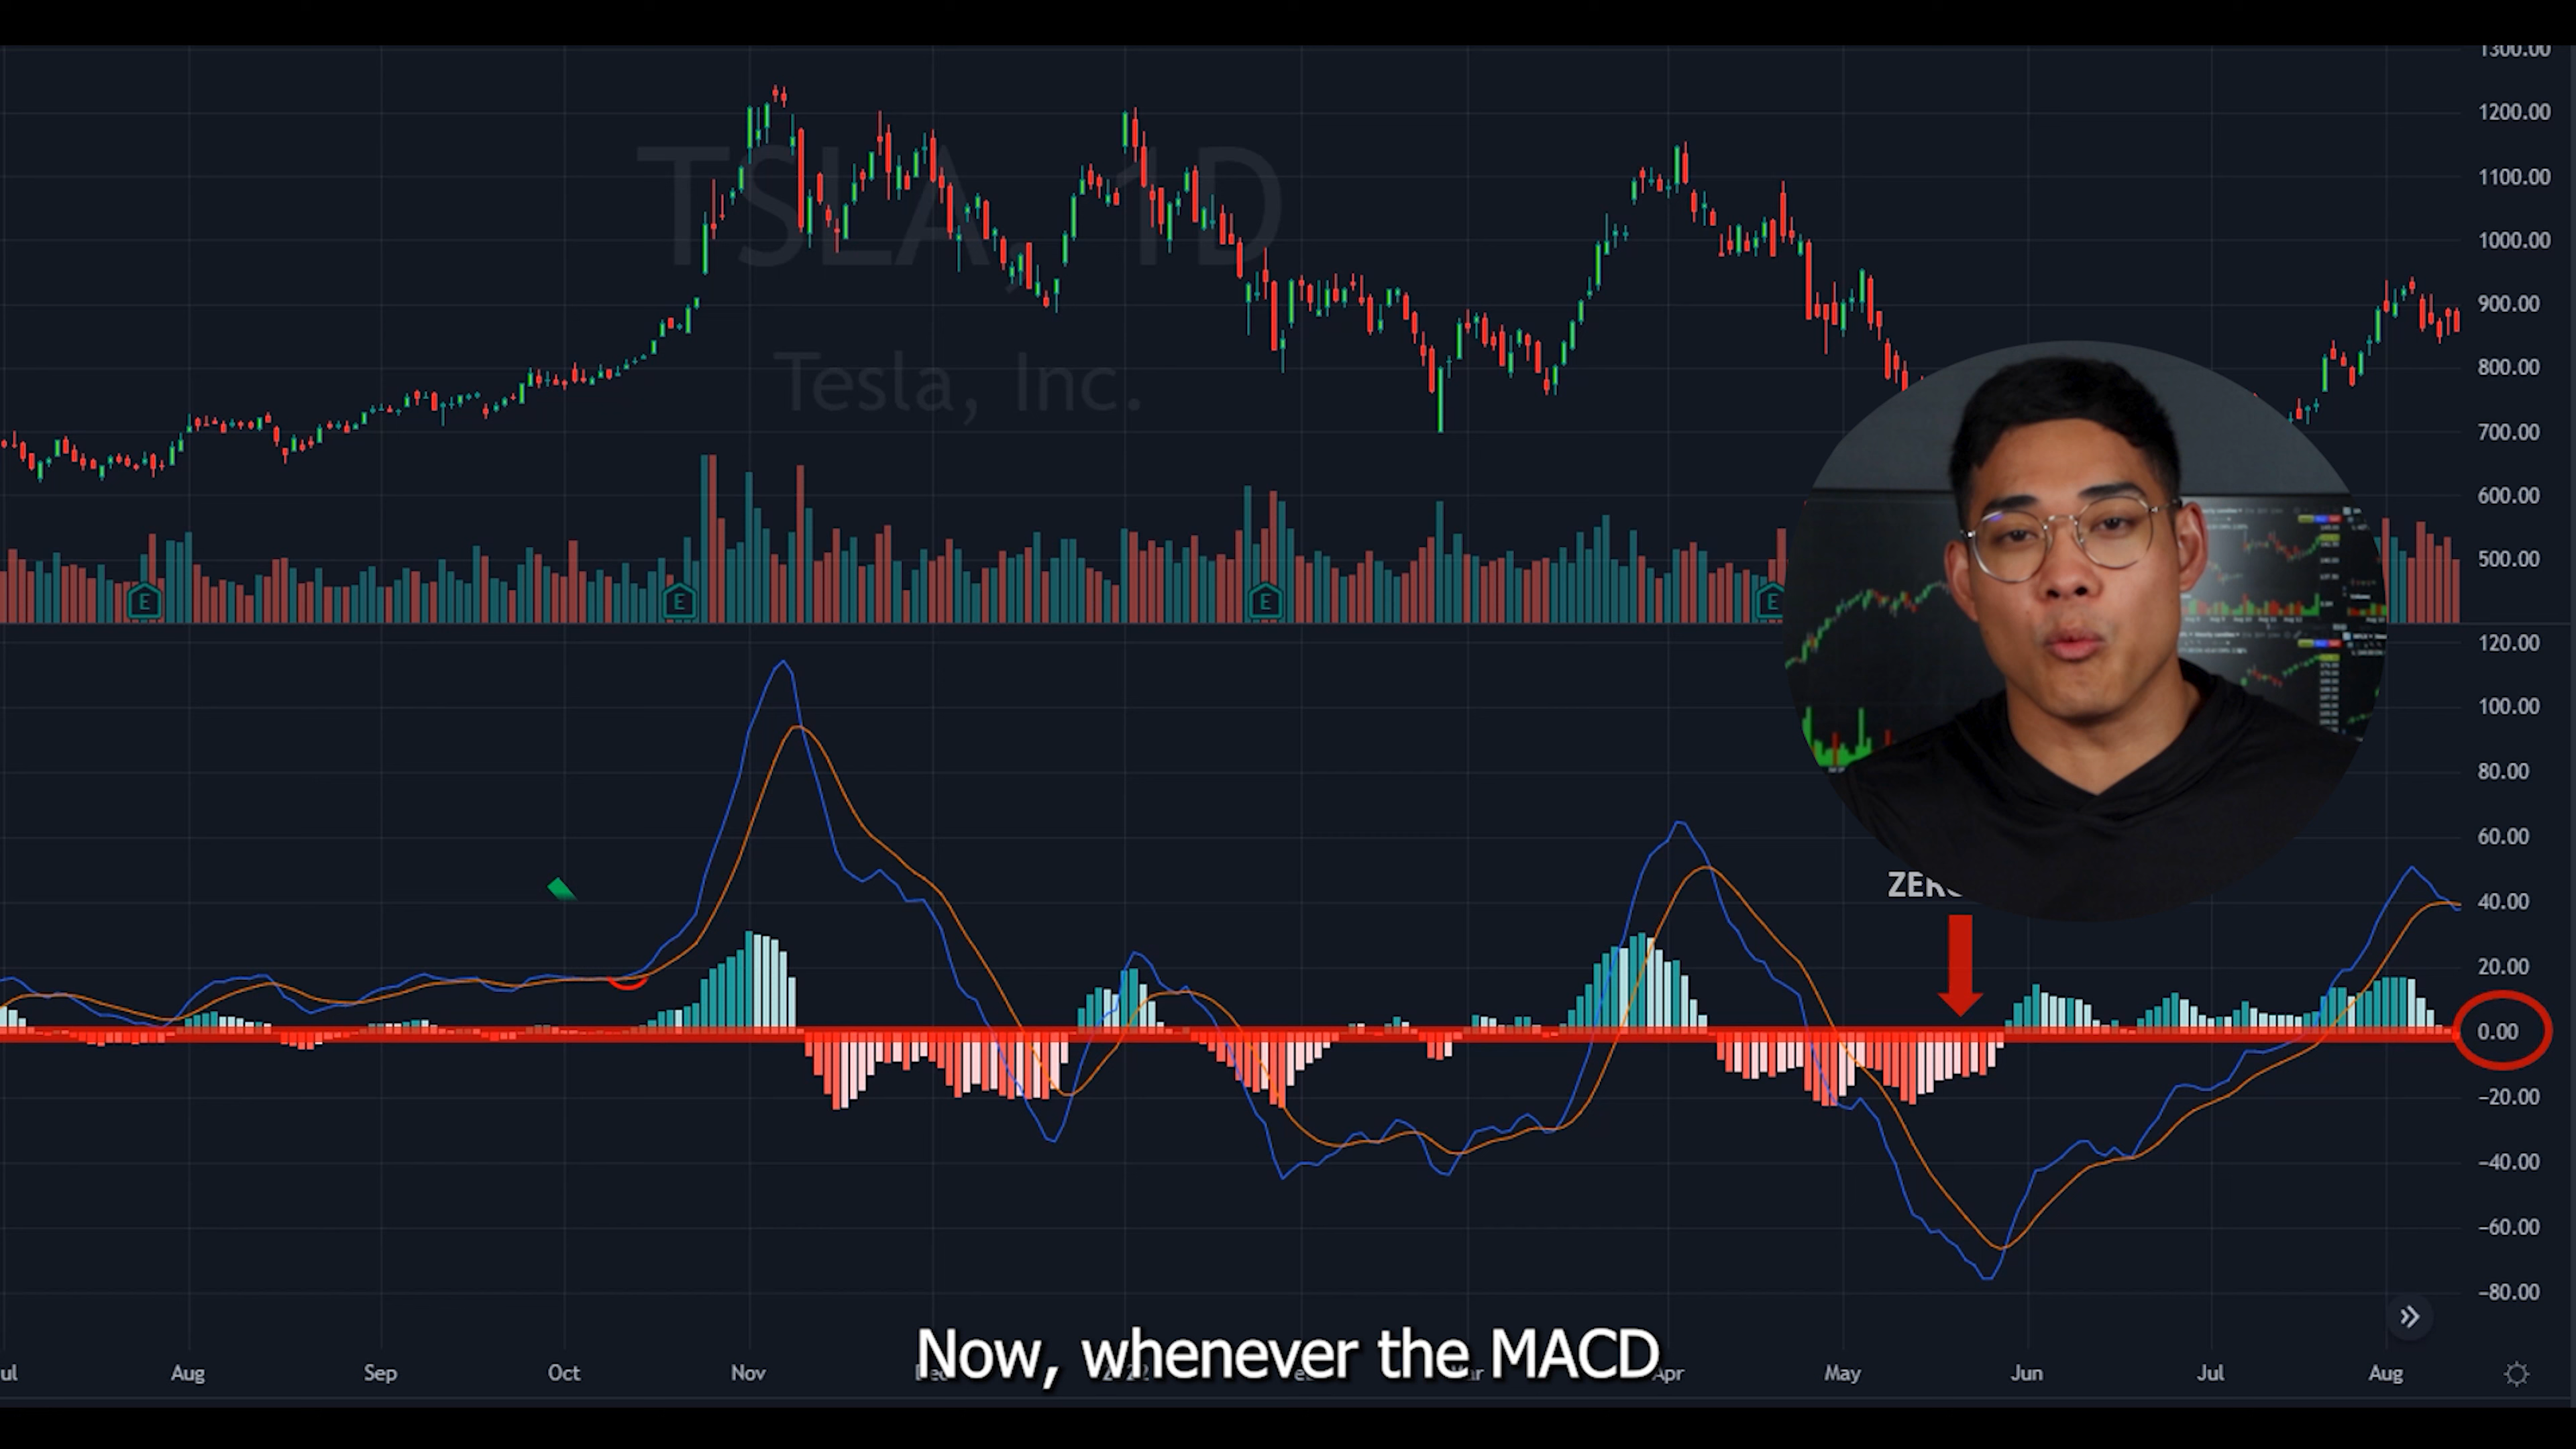 1300.00
1200.00
1100.00
1000.00
900.00
800.00
700.00
600.00
500.00
TSLA, 1D
Tesla, Inc.
E
E
E
E
120.00
100.00
80.00
60.00
40.00
20.00
0.00
-20.00
-40.00
-60.00
-80.00
ZER
Now, whenever the MACD
ul Aug Sep Oct Nov Apr May Jun Jul Aug